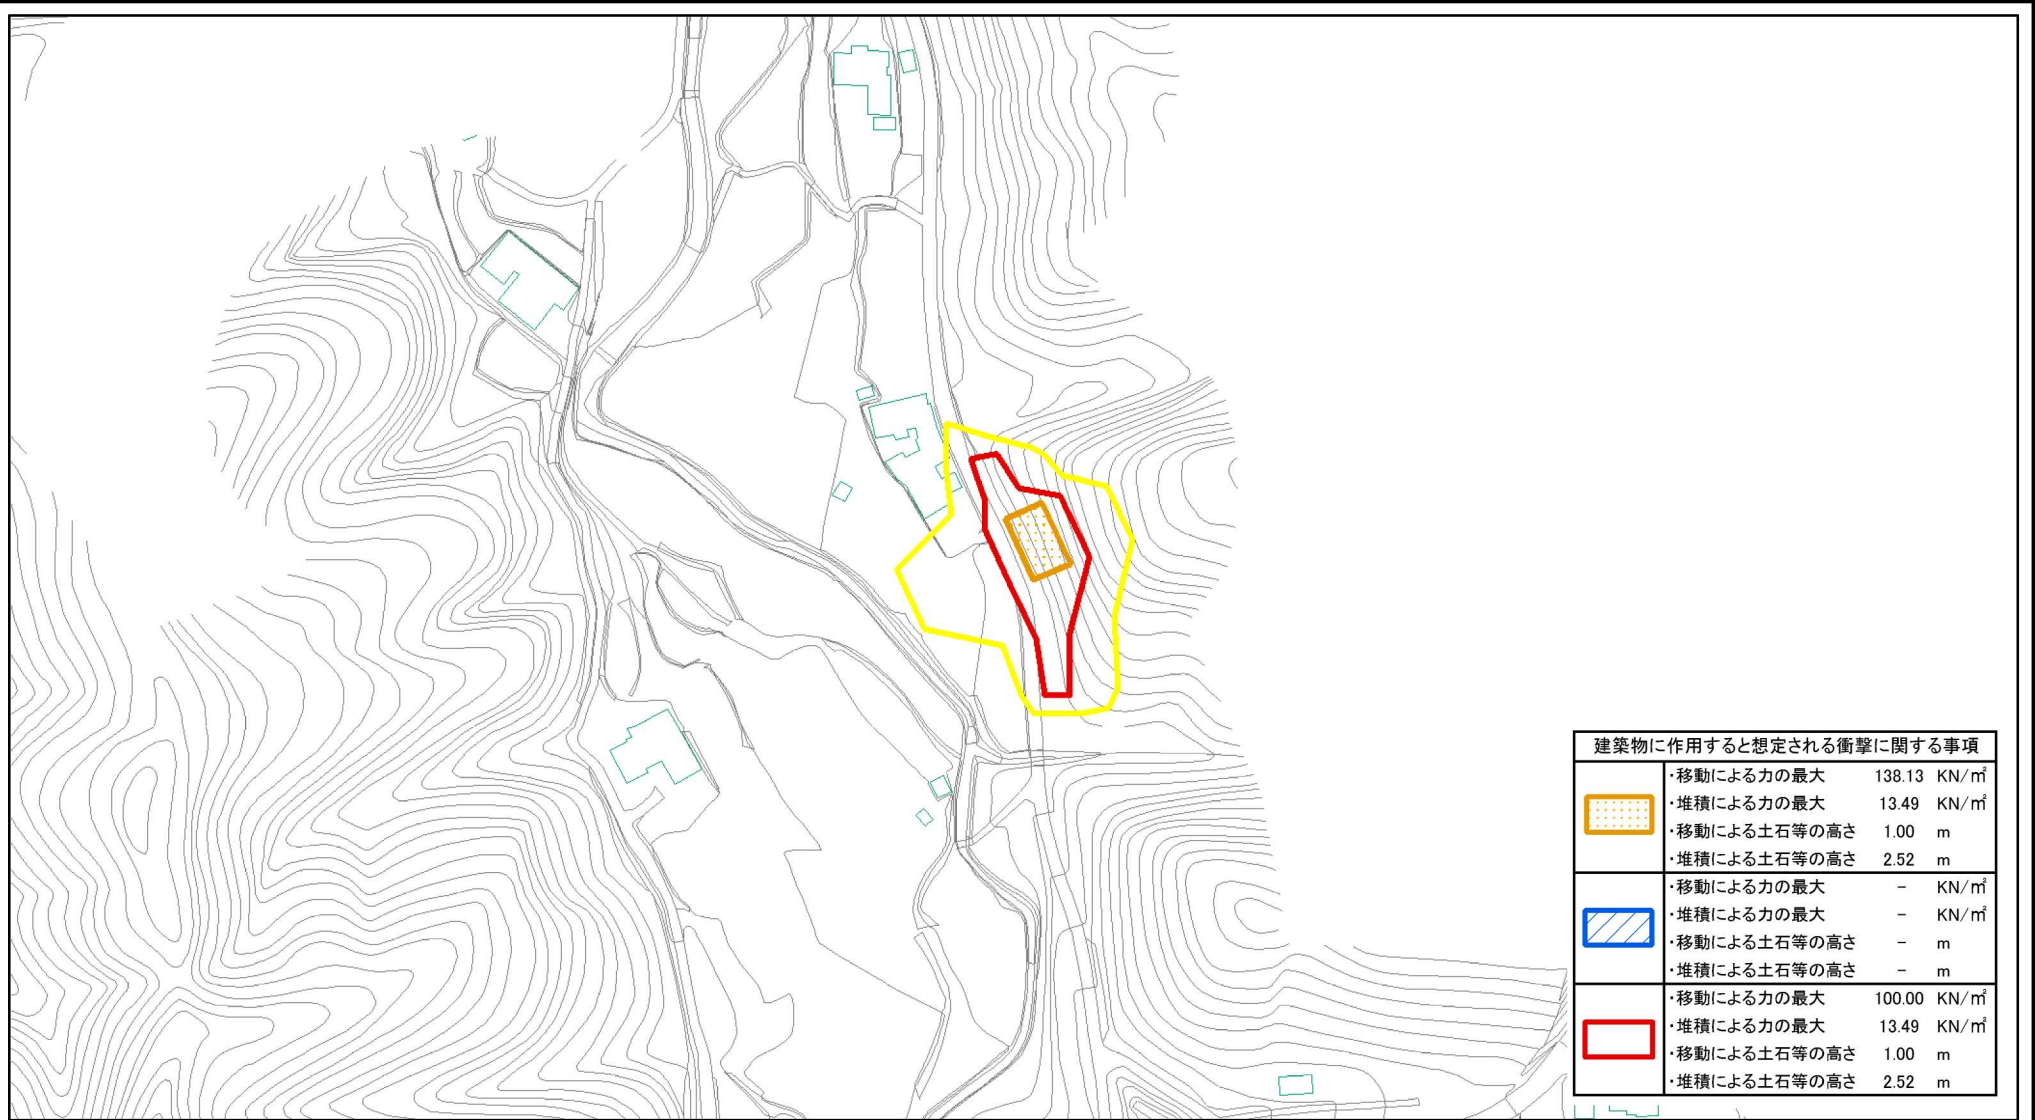 建築物に作用すると想定される衝撃に関する事項
・移動による力の最大 138.13 KN/㎡
・堆積による力の最大 13.49 KN/㎡
・移動による土石等の高さ 1.00 m
・堆積による土石等の高さ 2.52 m
・移動による力の最大 － KN/㎡
・堆積による力の最大 － KN/㎡
・移動による土石等の高さ － m
・堆積による土石等の高さ － m
・移動による力の最大 100.00 KN/㎡
・堆積による力の最大 13.49 KN/㎡
・移動による土石等の高さ 1.00 m
・堆積による土石等の高さ 2.52 m